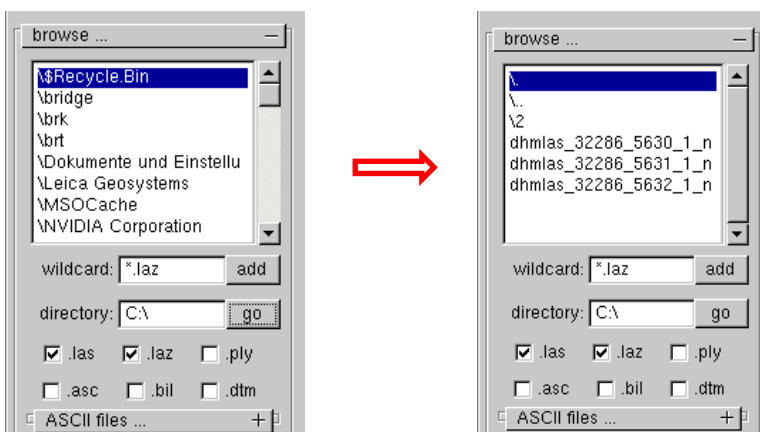 browse ...
\$Recycle.Bin
\bridge
\brk
\brt
\Dokumente und Einstellu
\Leica Geosystems
\MSOCache
\NVIDIA Corporation
wildcard: *.laz add
directory: C:\ go
.las .laz .ply
.asc .bil .dtm
ASCII files ... +
browse ...
\.
\..
\2
dhmlas_32286_5630_1_n
dhmlas_32286_5631_1_n
dhmlas_32286_5632_1_n
wildcard: *.laz add
directory: C:\ go
.las .laz .ply
.asc .bil .dtm
ASCII files ... +